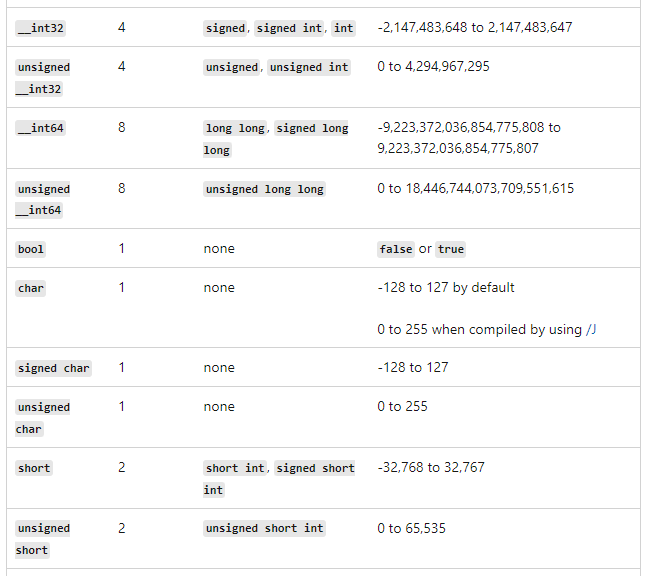 __int32 4 signed, signed int, int -2,147,483,648 to 2,147,483,647
unsigned 4 unsigned, unsigned int 0 to 4,294,967,295
__int32
__int64 8 long long, signed long -9,223,372,036,854,775,808 to
long 9,223,372,036,854,775,807
unsigned 8 unsigned long long 0 to 18,446,744,073,709,551,615
__int64
bool 1 none false or true
char 1 none -128 to 127 by default
0 to 255 when compiled by using /J
signed char 1 none -128 to 127
unsigned 1 none 0 to 255
char
short 2 short int, signed short -32,768 to 32,767
int
unsigned 2 unsigned short int 0 to 65,535
short